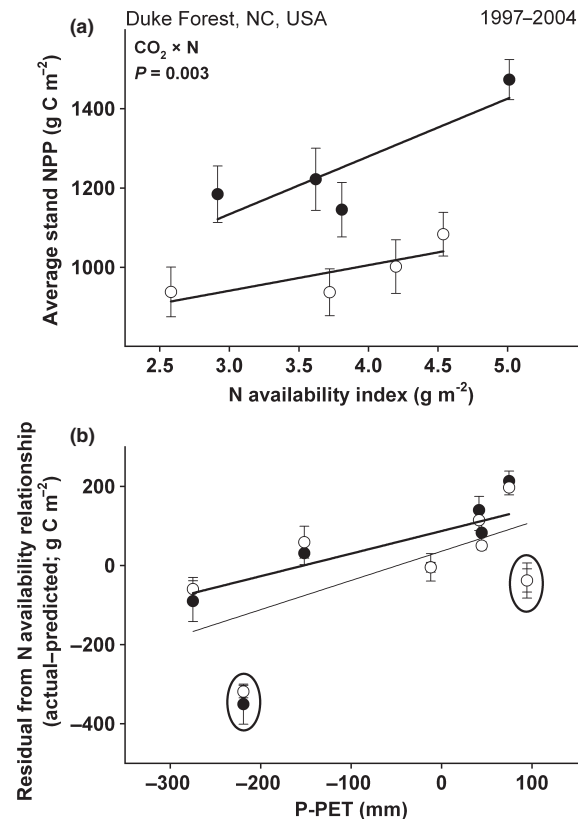 Duke Forest, NC, USA 1997–2004
(a)
CO₂ × N
P = 0.003
1400
1200
1000
Average stand NPP (g C m⁻²)
2.5 3.0 3.5 4.0 4.5 5.0
N availability index (g m⁻²)
(b)
200
0
−200
−400
Residual from N availability relationship
(actual–predicted; g C m⁻²)
−300 −200 −100 0 100
P-PET (mm)